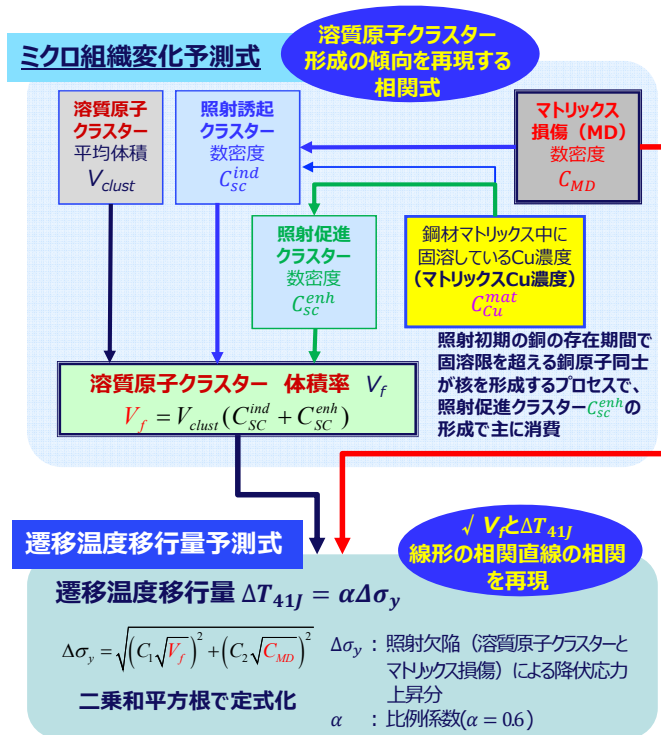 ミクロ組織変化予測式
溶質原子クラスター
形成の傾向を再現する
相関式
溶質原子
クラスター
平均体積
V_clust
照射誘起
クラスター
数密度
C_sc^ind
マトリックス
損傷（MD）
数密度
C_MD
照射促進
クラスター
数密度
C_sc^enh
鋼材マトリックス中に
固溶しているCu濃度
（マトリックスCu濃度）
C_Cu^mat
照射初期の銅の存在期間で
固溶限を超える銅原子同士
が核を形成するプロセスで、
照射促進クラスターC_sc^enhの
形成で主に消費
溶質原子クラスター 体積率 V_f
V_f = V_clust(C_SC^ind + C_SC^enh)
遷移温度移行量予測式
√ V_fとΔT_41J
線形の相関直線の相関
を再現
遷移温度移行量 ΔT_41J = αΔσ_y
Δσ_y = √((C_1√V_f)^2 + (C_2√C_MD)^2)
二乗和平方根で定式化
Δσ_y ：照射欠陥（溶質原子クラスターと
マトリックス損傷）による降伏応力
上昇分
α ：比例係数(α = 0.6)